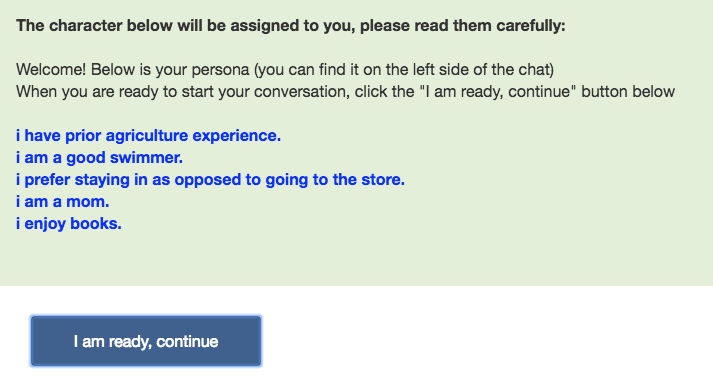 The character below will be assigned to you, please read them carefully:
Welcome! Below is your persona (you can find it on the left side of the chat)
When you are ready to start your conversation, click the "I am ready, continue" button below
i have prior agriculture experience.
i am a good swimmer.
i prefer staying in as opposed to going to the store.
i am a mom.
i enjoy books.
I am ready, continue